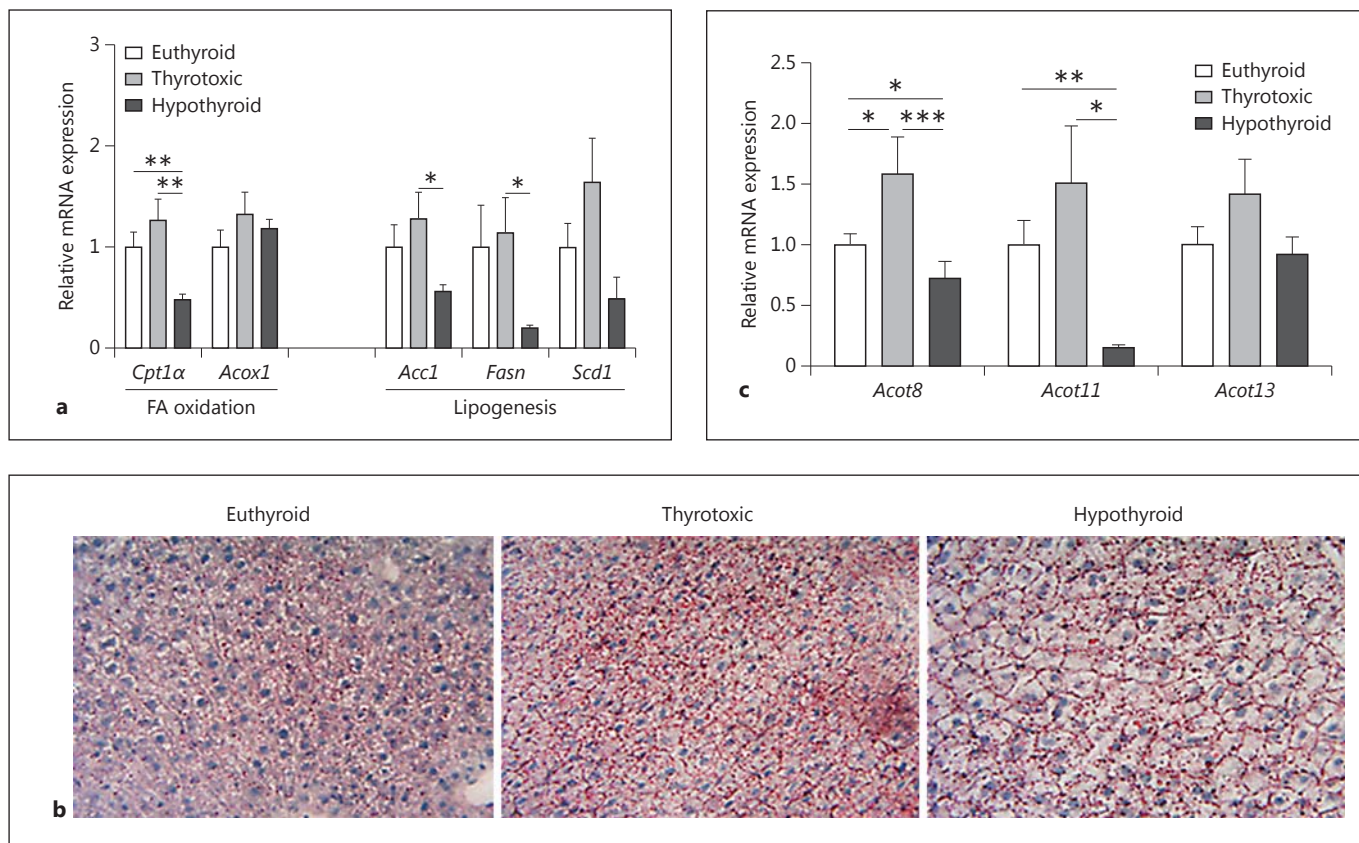 3
2
1
0
Relative mRNA expression
Euthyroid
Thyrotoxic
Hypothyroid
**
**
*
*
Cpt1α Acox1 Acc1 Fasn Scd1
FA oxidation Lipogenesis
a
2.5
2.0
1.5
1.0
0.5
0
Relative mRNA expression
Euthyroid
Thyrotoxic
Hypothyroid
*
* ***
**
*
Acot8 Acot11 Acot13
c
Euthyroid Thyrotoxic Hypothyroid
b